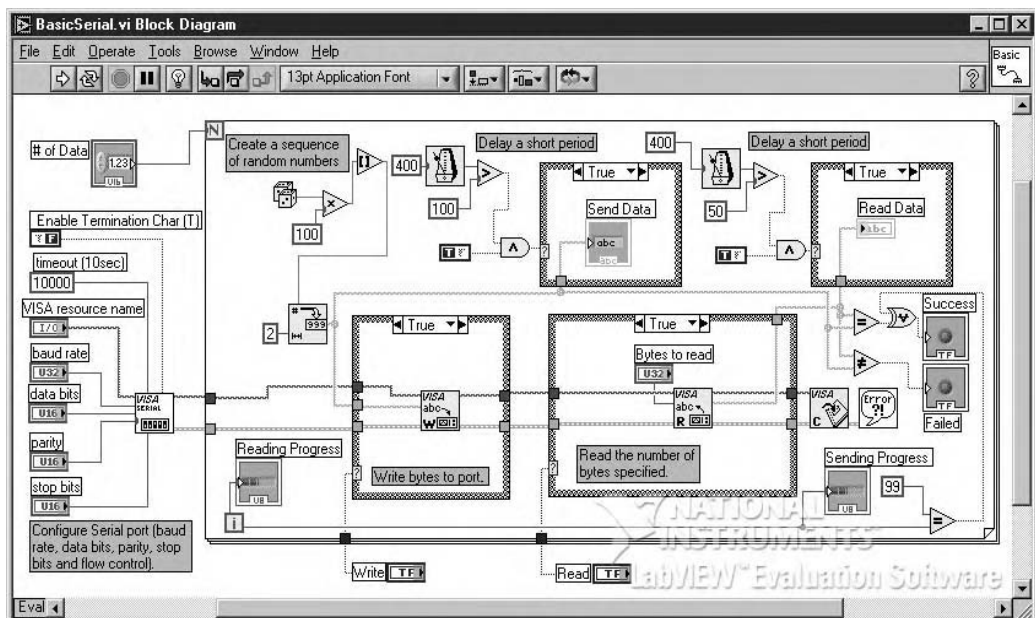 BasicSerial.vi Block Diagram
File Edit Operate Tools Browse Window Help
13pt Application Font
?
Basic
# of Data
1.23
U16
N
Create a sequence
of random numbers
100
400
Delay a short period
>
100
T F
True
Send Data
abc
abc
400
Delay a short period
>
50
T F
True
Read Data
abc
Enable Termination Char (T)
T F
timeout (10sec)
10000
VISA resource name
I/O
baud rate
U32
data bits
U16
parity
U16
stop bits
U16
VISA
SERIAL
Configure Serial port (baud
rate, data bits, parity, stop
bits and flow control).
2
#
999
True
VISA
abc
W
Write bytes to port.
?
True
Bytes to read
U32
VISA
abc
R
Read the number of
bytes specified.
?
VISA
C
Error
?!
=
≠
Success
TF
TF
Failed
Reading Progress
U8
i
Sending Progress
U8
99
=
Write TF
Read TF
NATIONAL
INSTRUMENTS™
LabVIEW™ Evaluation Software
Eval